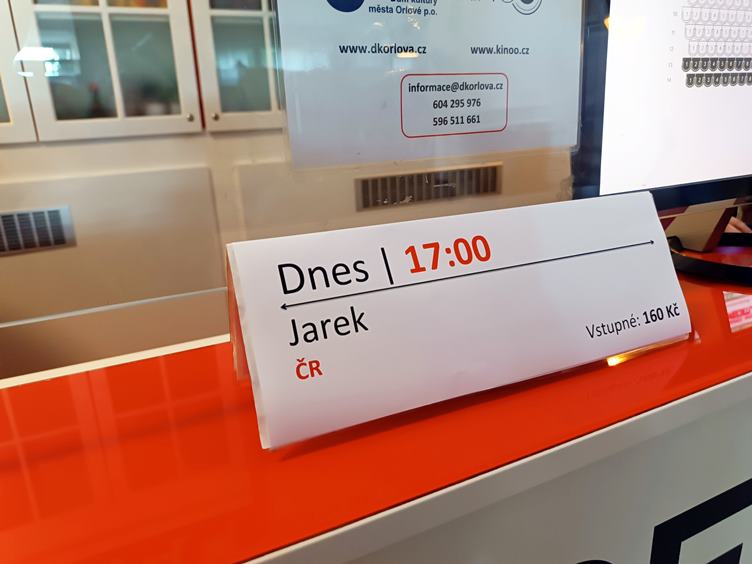 města Orlové p.o.
www.dkorlova.cz www.kinoo.cz
informace@dkorlova.cz
604 295 976
596 511 661
Dnes | 17:00
Jarek
ČR
Vstupné: 160 Kč